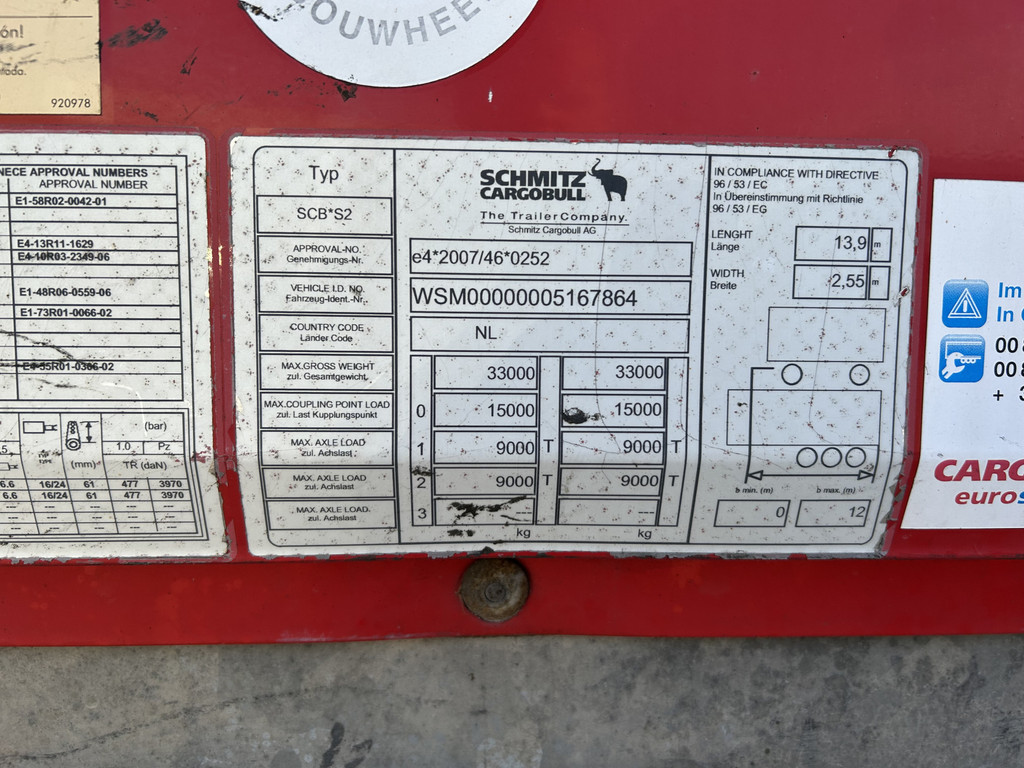 ón!
920978
OUWHEE
NECE APPROVAL NUMBERS
APPROVAL NUMBER
E1-58R02-0042-01
E4-13R11-1629
E4-10R03-2349-06
E1-48R06-0559-06
E1-73R01-0066-02
E4-55R01-0366-02
(bar)
(mm)
1.0
Pz
TR (daN)
6.6 16/24 61 477 3970
6.6 16/24 61 477 3970
Typ
SCB*S2
SCHMITZ
CARGOBULL
The Trailer Company.
Schmitz Cargobull AG
APPROVAL-NO.
Genehmigungs-Nr.
e4*2007/46*0252
VEHICLE I.D. NO.
Fahrzeug-Ident.-Nr.
WSM00000005167864
COUNTRY CODE
Länder Code
NL
MAX.GROSS WEIGHT
zul. Gesamtgewicht
33000 33000
MAX.COUPLING POINT LOAD
zul. Last Kupplungspunkt
0 15000 15000
MAX. AXLE LOAD
zul. Achslast
1 9000 T 9000 T
MAX. AXLE LOAD
zul. Achslast
2 9000 T 9000 T
MAX. AXLE LOAD
zul. Achslast
3 --- ---
kg kg
IN COMPLIANCE WITH DIRECTIVE
96 / 53 / EC
In Übereinstimmung mit Richtlinie
96 / 53 / EG
LENGHT
Länge
13,9 m
WIDTH
Breite
2,55 m
b min. (m) b max. (m)
0 12
Im
In
00
00
+ 3
CARGO
euros